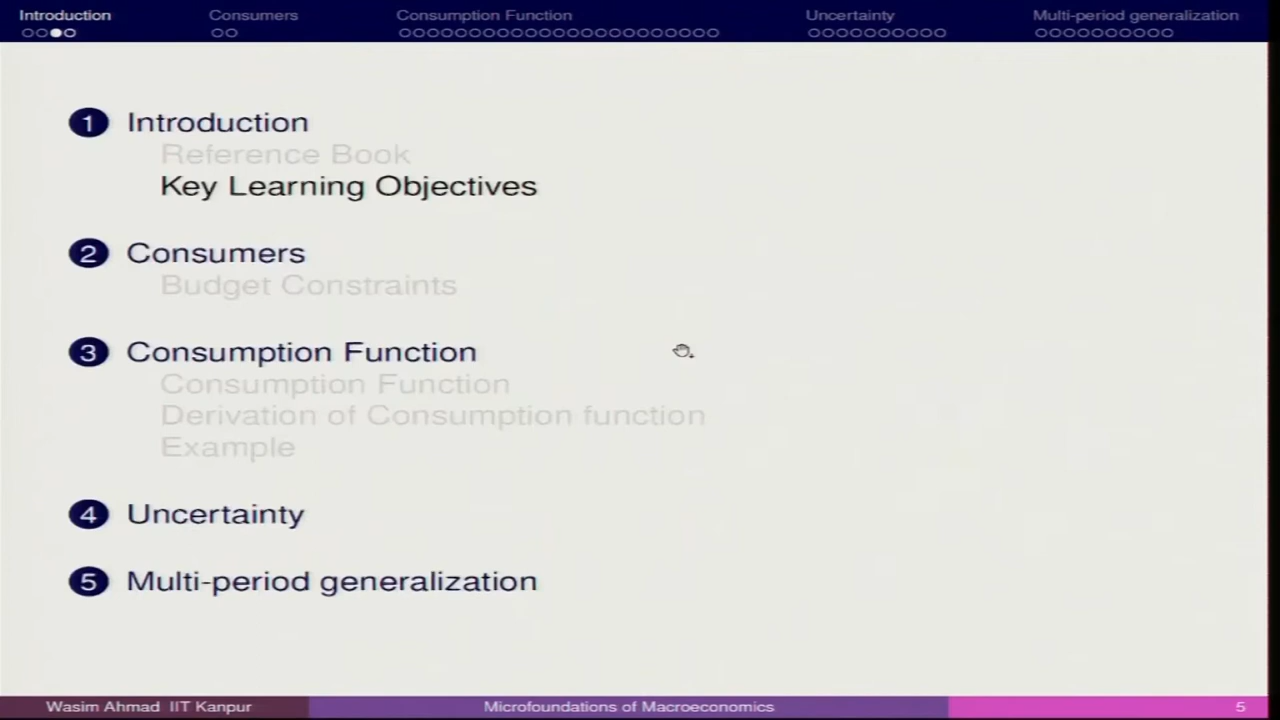 Introduction Consumers Consumption Function Uncertainty Multi-period generalization
1 Introduction
Reference Book
Key Learning Objectives
2 Consumers
Budget Constraints
3 Consumption Function
Consumption Function
Derivation of Consumption function
Example
4 Uncertainty
5 Multi-period generalization
Wasim Ahmad IIT Kanpur Microfoundations of Macroeconomics 5